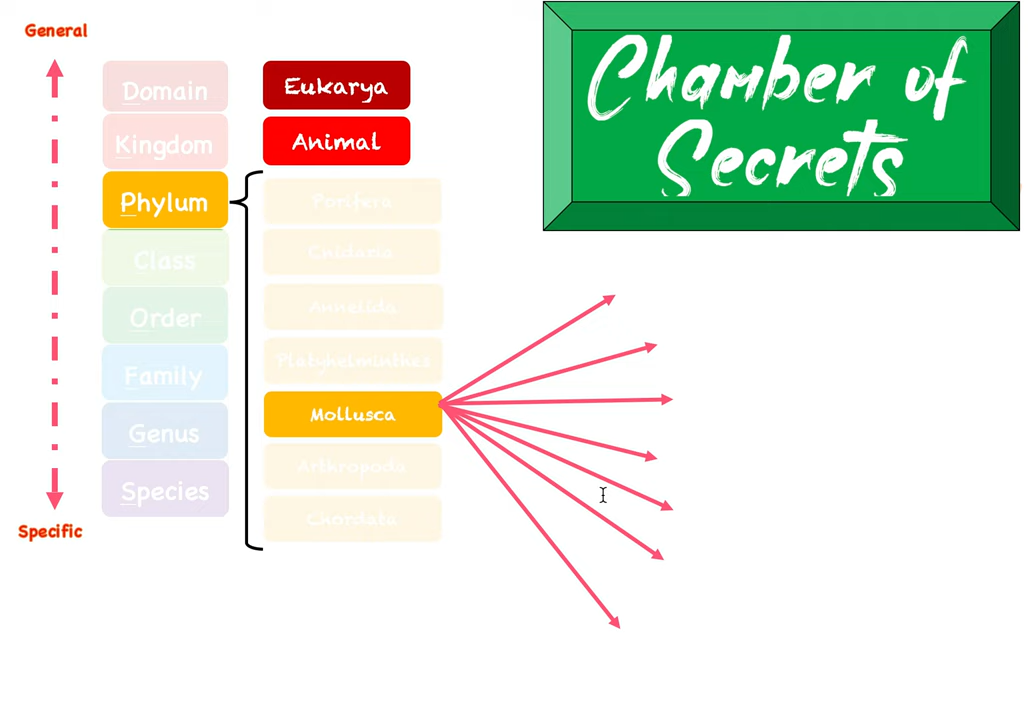 General
Chamber of
Secrets
Domain
Eukarya
Kingdom
Animal
Phylum
Porifera
Cnidaria
Class
Annelida
Order
Platyhelminthes
Family
Mollusca
Genus
Arthropoda
Species
Chordata
Specific